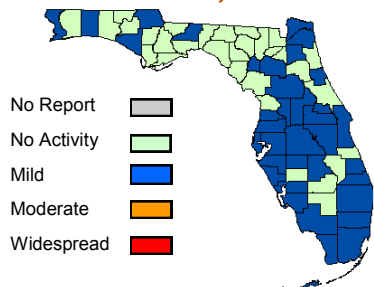 No Report
No Activity
Mild
Moderate
Widespread